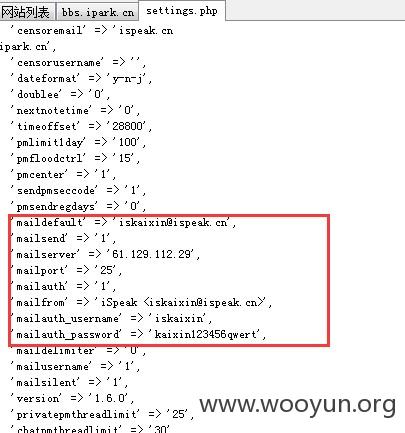 网站列表 bbs.ipark.cn settings.php
'censoremail' => 'ispeak.cn
ipark.cn',
'censorusername' => '',
'dateformat' => 'y-n-j',
'doublee' => '0',
'nextnotetime' => '0',
'timeoffset' => '28800',
'pmlimit1day' => '100',
'pmfloodctrl' => '15',
'pmcenter' => '1',
'sendpmseccode' => '1',
'pmsendregdays' => '0',
'maildefault' => 'iskaixin@ispeak.cn',
'mailsend' => '1',
'mailserver' => '61.129.112.29',
'mailport' => '25',
'mailauth' => '1',
'mailfrom' => 'iSpeak <iskaixin@ispeak.cn>',
'mailauth_username' => 'iskaixin',
'mailauth_password' => 'kaixin123456qwert',
'maildelimiter' => '0',
'mailusername' => '1',
'mailsilent' => '1',
'version' => '1.6.0',
'privatepmthreadlimit' => '25',
'chatpmthreadlimit' => '30'
www.wooyun.org